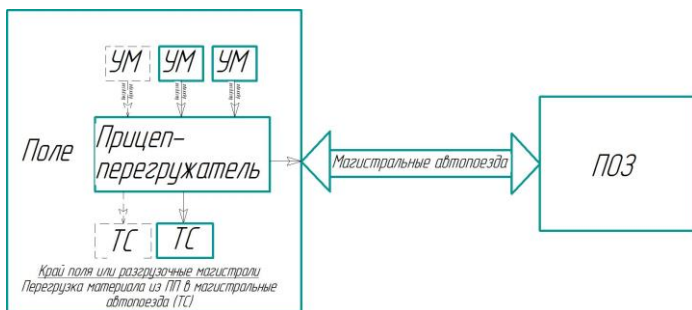 УМ УМ УМ
Поле
Прицеп-
перегружатель
Магистральные автопоезда
ПОЗ
ТС ТС
Край поля или разгрузочные магистрали
Перегрузка материала из ПП в магистральные
автопоезда (ТС)